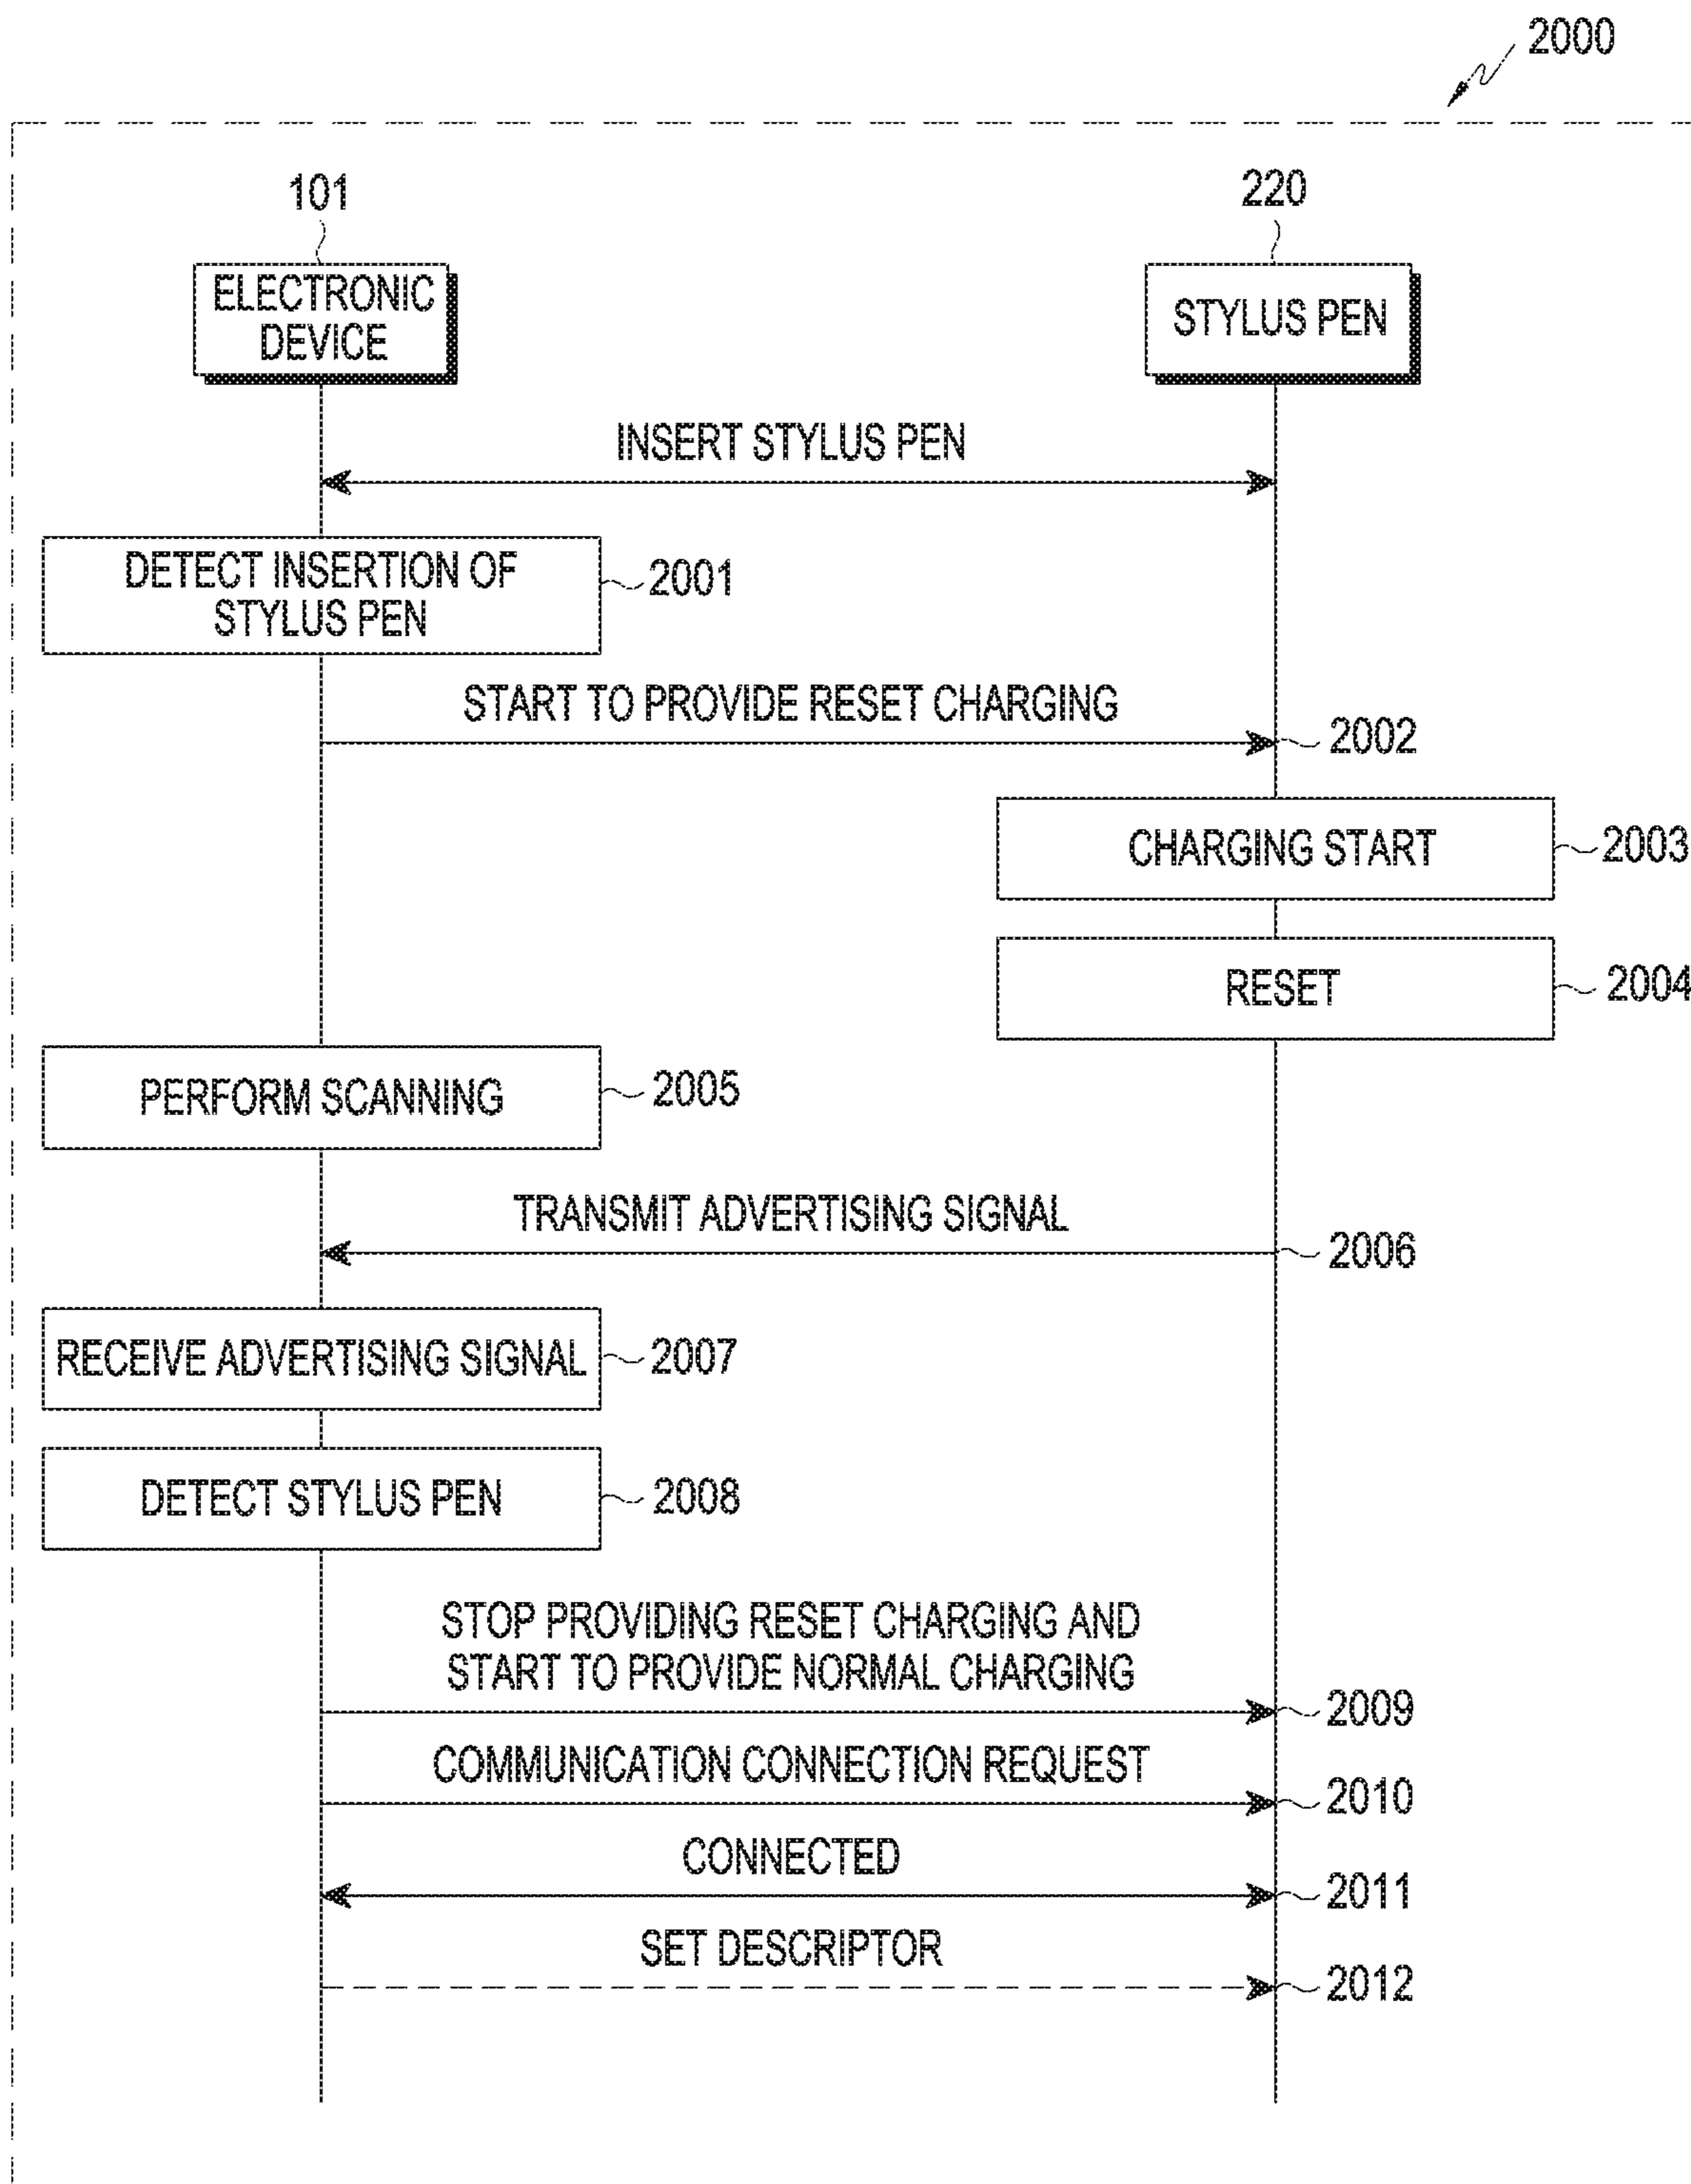 2000
101
220
ELECTRONIC
DEVICE
STYLUS PEN
INSERT STYLUS PEN
DETECT INSERTION OF
STYLUS PEN
2001
START TO PROVIDE RESET CHARGING
2002
CHARGING START
2003
RESET
2004
PERFORM SCANNING
2005
TRANSMIT ADVERTISING SIGNAL
2006
RECEIVE ADVERTISING SIGNAL
2007
DETECT STYLUS PEN
2008
STOP PROVIDING RESET CHARGING AND
START TO PROVIDE NORMAL CHARGING
2009
COMMUNICATION CONNECTION REQUEST
2010
CONNECTED
2011
SET DESCRIPTOR
2012